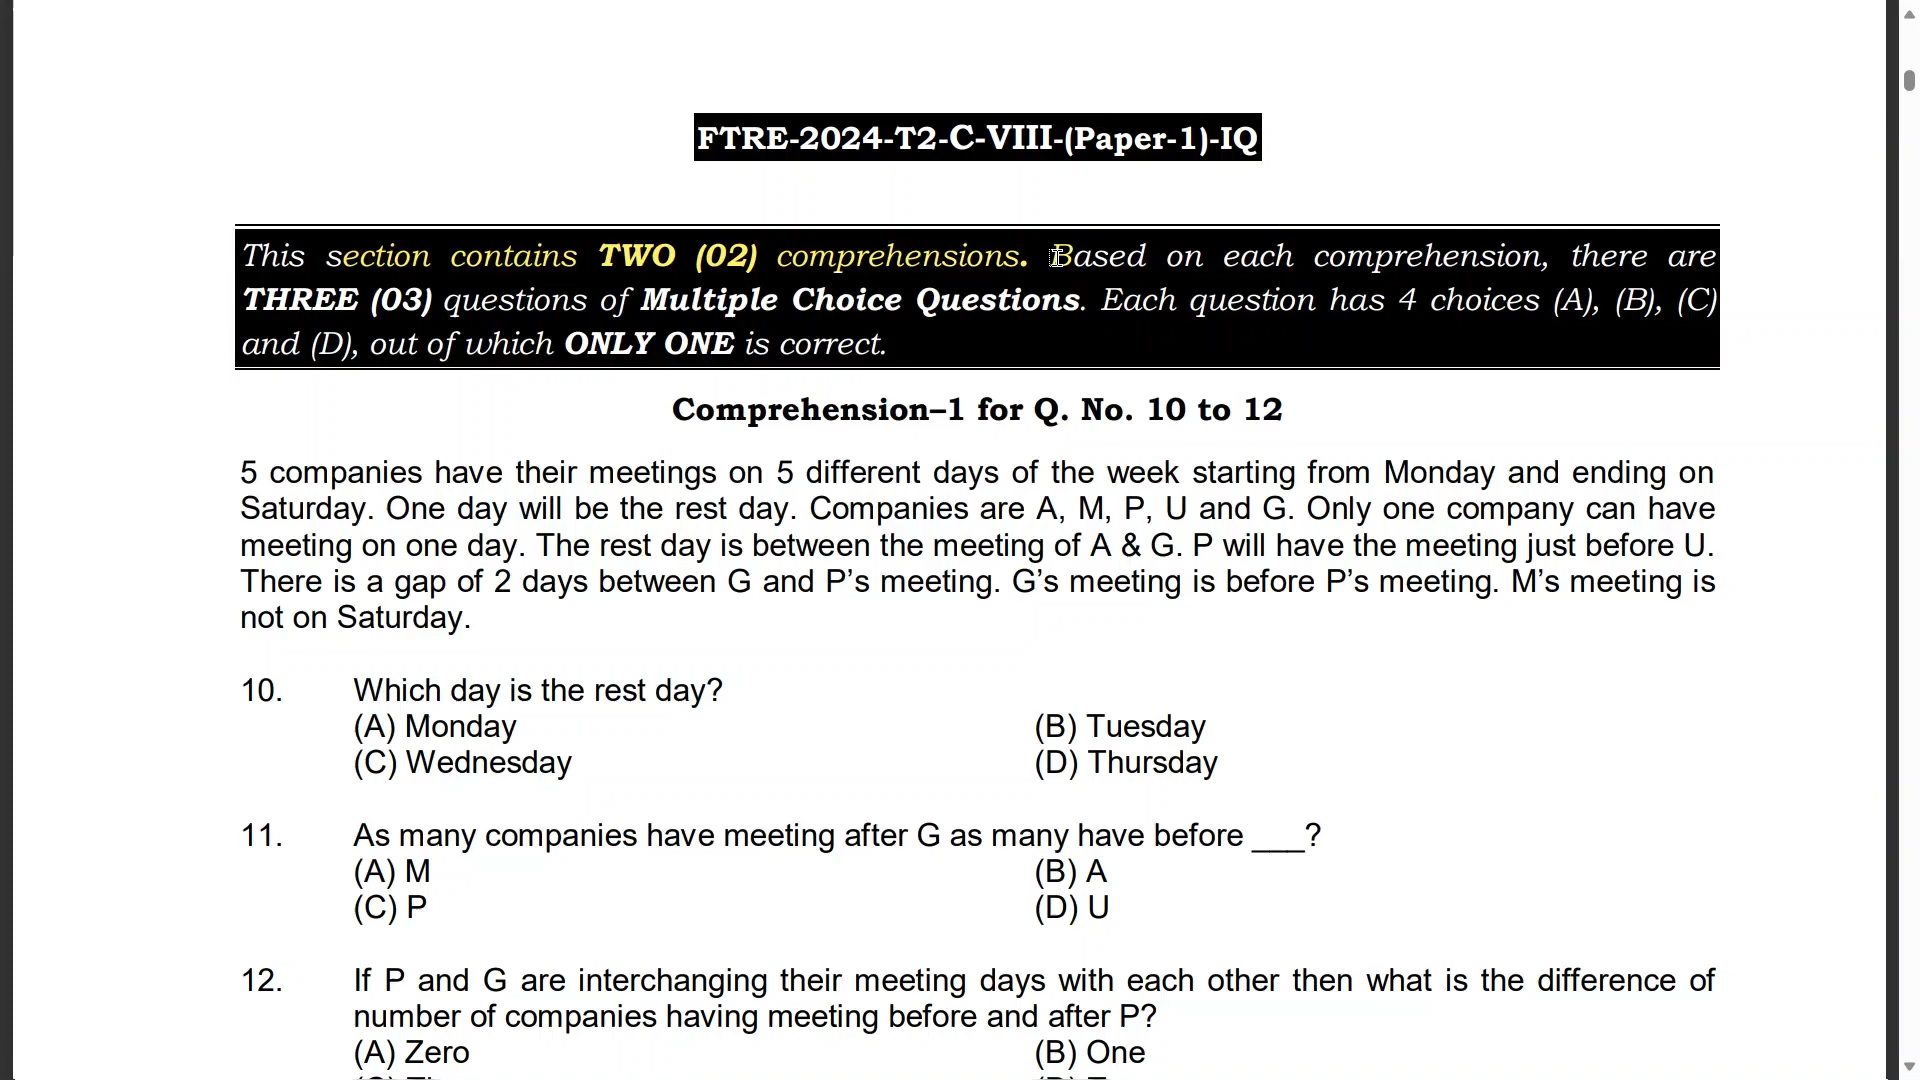 FTRE-2024-T2-C-VIII-(Paper-1)-IQ
This section contains TWO (02) comprehensions. Based on each comprehension, there are
THREE (03) questions of Multiple Choice Questions. Each question has 4 choices (A), (B), (C)
and (D), out of which ONLY ONE is correct.
Comprehension–1 for Q. No. 10 to 12
5 companies have their meetings on 5 different days of the week starting from Monday and ending on
Saturday. One day will be the rest day. Companies are A, M, P, U and G. Only one company can have
meeting on one day. The rest day is between the meeting of A & G. P will have the meeting just before U.
There is a gap of 2 days between G and P’s meeting. G’s meeting is before P’s meeting. M’s meeting is
not on Saturday.
10. Which day is the rest day?
(A) Monday (B) Tuesday
(C) Wednesday (D) Thursday
11. As many companies have meeting after G as many have before ___?
(A) M (B) A
(C) P (D) U
12. If P and G are interchanging their meeting days with each other then what is the difference of
number of companies having meeting before and after P?
(A) Zero (B) One